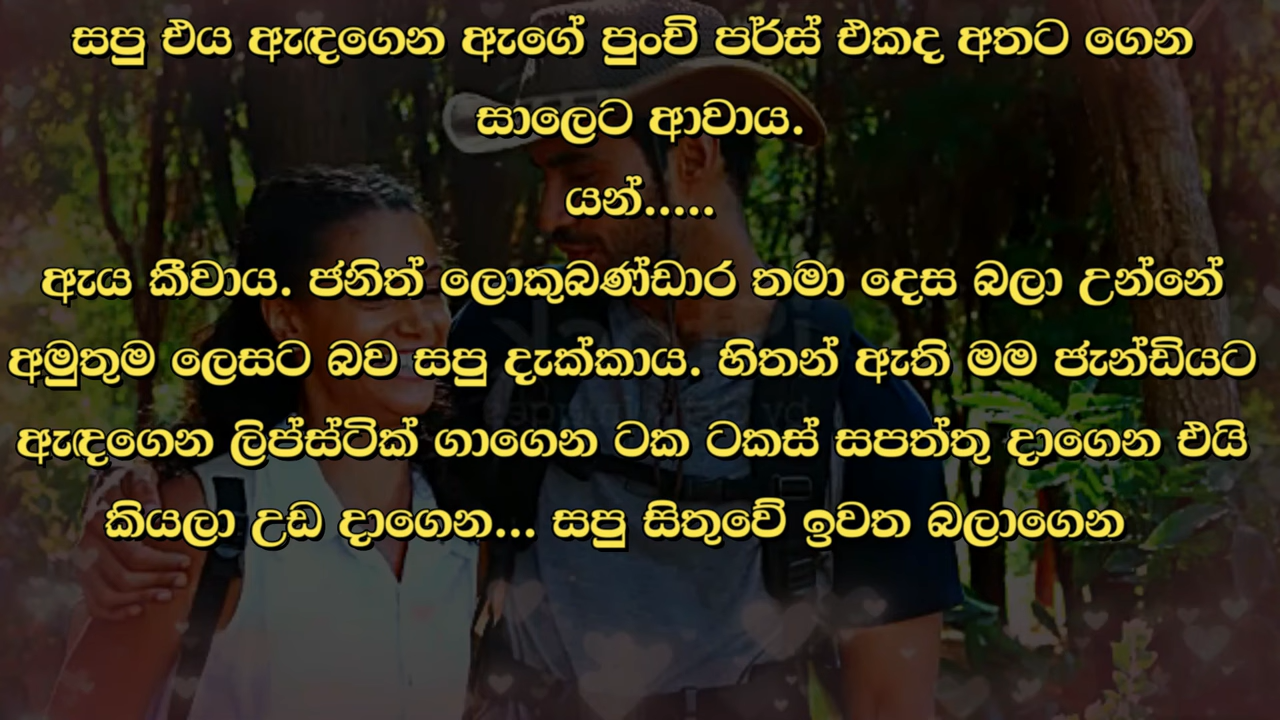 සපු එය ඇඳගෙන ඇගේ පුංචි පර්ස් එකද අතට ගෙන
සාලෙට ආවාය.
යන්.....
ඇය කීවාය. ජනිත් ලොකුබණ්ඩාර තමා දෙස බලා උන්නේ
අමුතුම ලෙසට බව සපු දැක්කාය. හිතන් ඇති මම ජැන්ඩියට
ඇඳගෙන ලිප්ස්ටික් ගාගෙන ටක ටකස් සපත්තු දාගෙන එයි
කියලා උඩ දාගෙන... සපු සිතුවේ ඉවත බලාගෙන